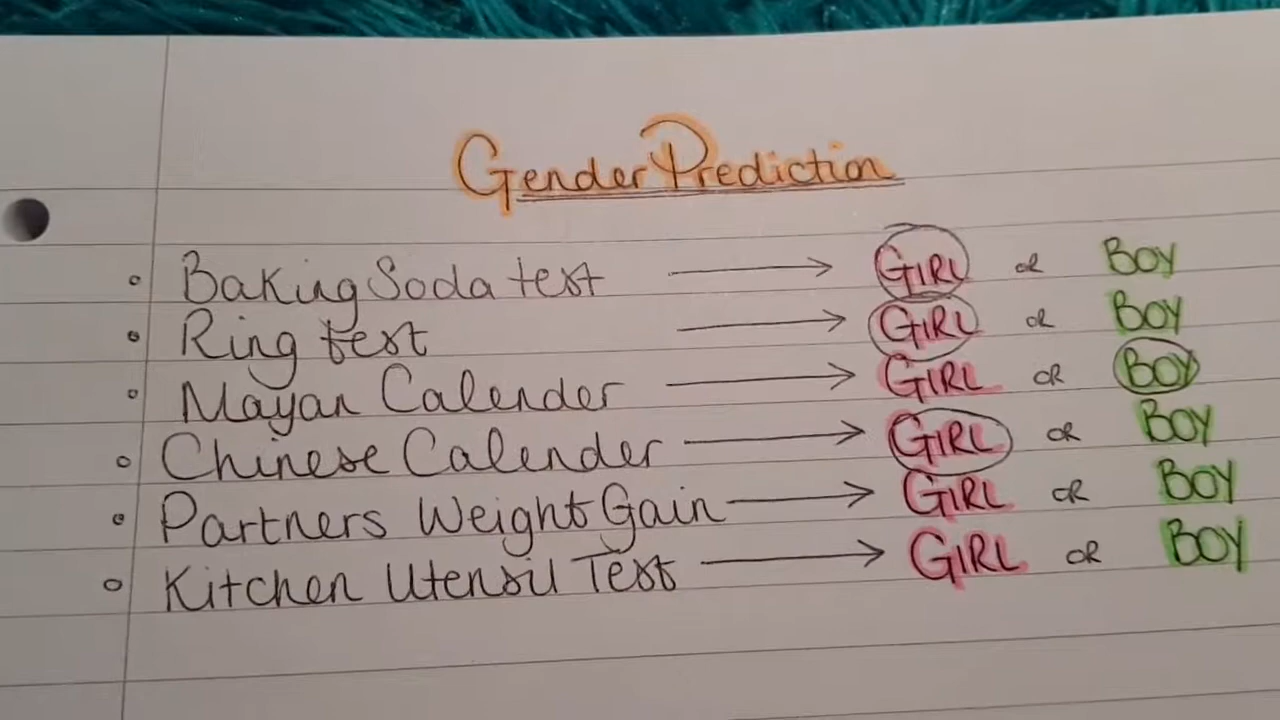 Gender Prediction
Baking Soda test → GIRL or BOY
Ring test → GIRL or BOY
Mayan Calender → GIRL or BOY
Chinese Calender → GIRL or BOY
Partners Weight Gain → GIRL or BOY
Kitchen Utensil Test → GIRL or BOY